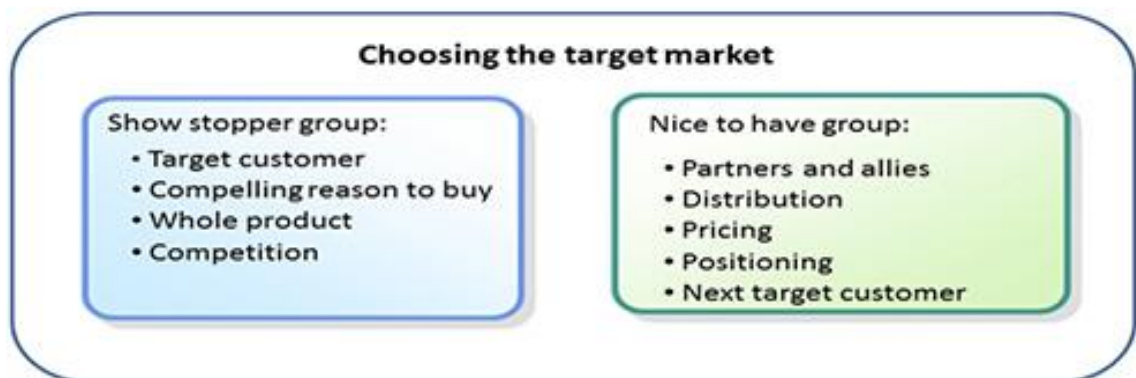 Choosing the target market
Show stopper group:
• Target customer
• Compelling reason to buy
• Whole product
• Competition
Nice to have group:
• Partners and allies
• Distribution
• Pricing
• Positioning
• Next target customer